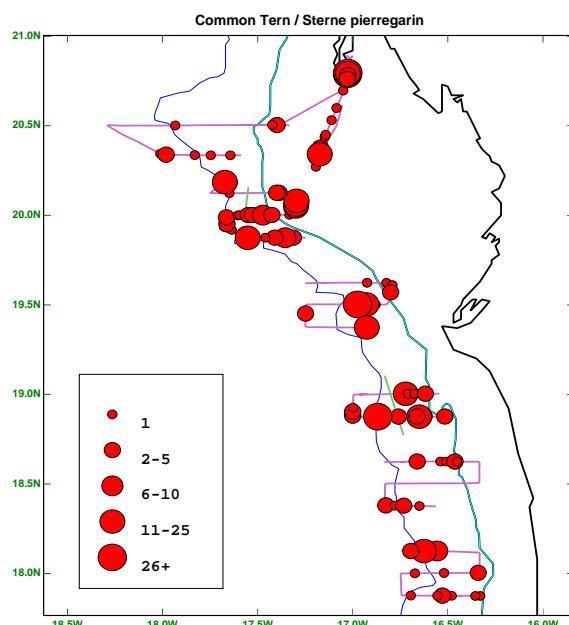 Common Tern / Sterne pierregarin
21.0N
20.5N
20.0N
19.5N
19.0N
18.5N
18.0N
1
2-5
6-10
11-25
26+
18.5W 18.0W 17.5W 17.0W 16.5W 16.0W